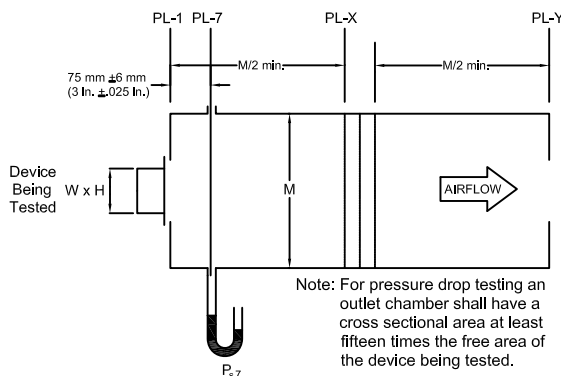 PL-1 PL-7 PL-X PL-Y
M/2 min. M/2 min.
75 mm ±6 mm
(3 In. ±.025 In.)
Device
Being
Tested
W x H
M
AIRFLOW
Note: For pressure drop testing an
outlet chamber shall have a
cross sectional area at least
fifteen times the free area of
the device being tested.
Ps7